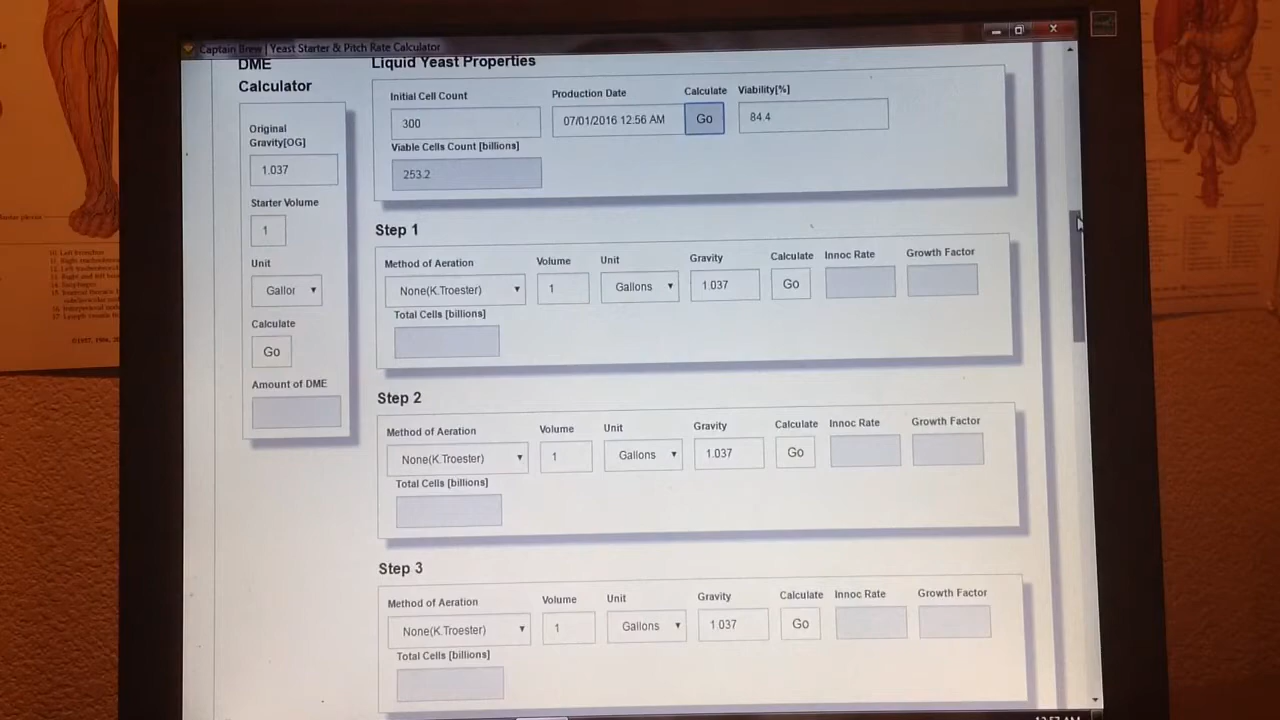 Captain Brew | Yeast Starter & Pitch Rate Calculator
DME
Calculator
Original
Gravity[OG]
1.037
Starter Volume
1
Unit
Gallor
Calculate
Go
Amount of DME
Liquid Yeast Properties
Initial Cell Count
Production Date
Calculate
Viability[%]
300
07/01/2016 12:56 AM
Go
84.4
Viable Cells Count [billions]
253.2
Step 1
Method of Aeration
Volume
Unit
Gravity
Calculate
Innoc Rate
Growth Factor
None(K.Troester)
1
Gallons
1.037
Go
Total Cells [billions]
Step 2
Method of Aeration
Volume
Unit
Gravity
Calculate
Innoc Rate
Growth Factor
None(K.Troester)
1
Gallons
1.037
Go
Total Cells [billions]
Step 3
Method of Aeration
Volume
Unit
Gravity
Calculate
Innoc Rate
Growth Factor
None(K.Troester)
1
Gallons
1.037
Go
Total Cells [billions]